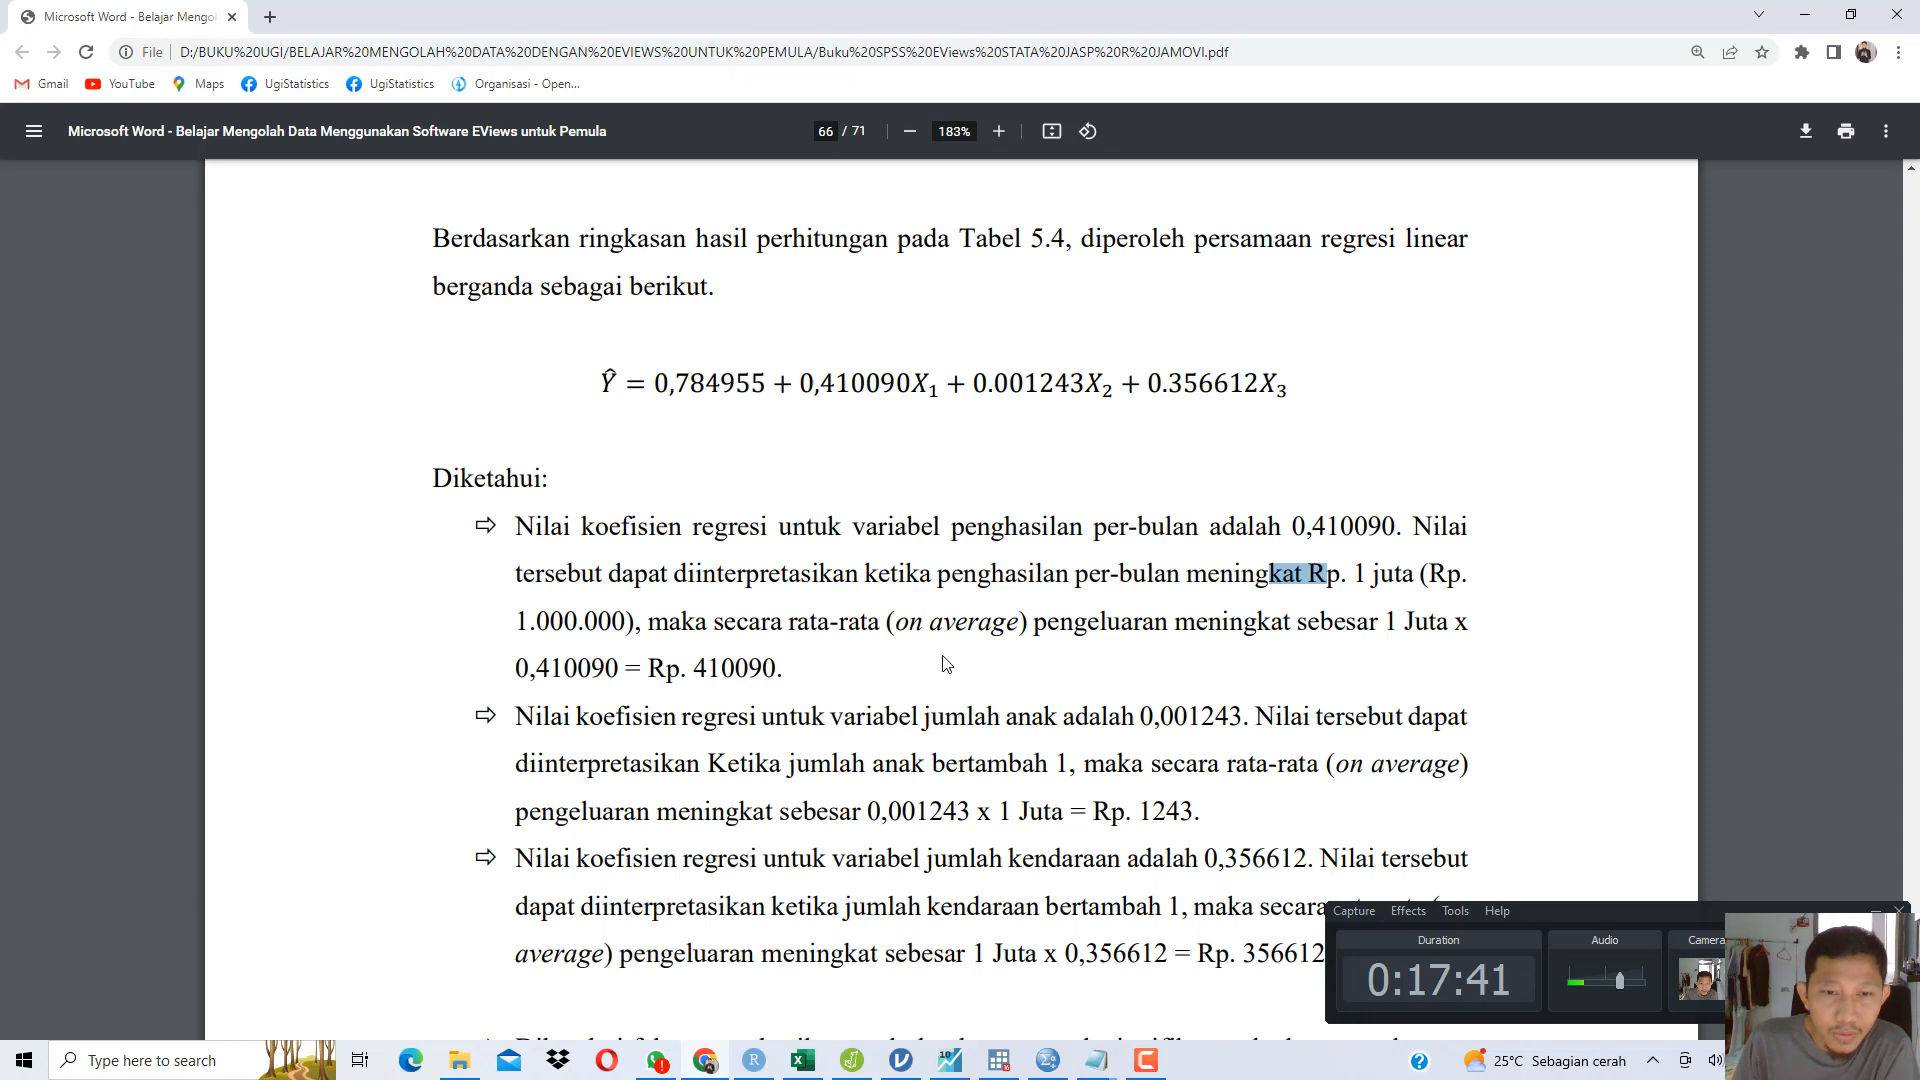 Microsoft Word - Belajar Mengol
File
D:/BUKU%20UGI/BELAJAR%20MENGOLAH%20DATA%20DENGAN%20EVIEWS%20UNTUK%20PEMULA/Buku%20SPSS%20EViews%20STATA%20JASP%20R%20JAMOVI.pdf
Gmail YouTube Maps UgiStatistics UgiStatistics Organisasi - Open...
Microsoft Word - Belajar Mengolah Data Menggunakan Software EViews untuk Pemula
66 / 71
183%
Berdasarkan ringkasan hasil perhitungan pada Tabel 5.4, diperoleh persamaan regresi linear
berganda sebagai berikut.
Ŷ = 0,784955 + 0,410090X₁ + 0.001243X₂ + 0.356612X₃
Diketahui:
⇨ Nilai koefisien regresi untuk variabel penghasilan per-bulan adalah 0,410090. Nilai
tersebut dapat diinterpretasikan ketika penghasilan per-bulan meningkat Rp. 1 juta (Rp.
1.000.000), maka secara rata-rata (on average) pengeluaran meningkat sebesar 1 Juta x
0,410090 = Rp. 410090.
⇨ Nilai koefisien regresi untuk variabel jumlah anak adalah 0,001243. Nilai tersebut dapat
diinterpretasikan Ketika jumlah anak bertambah 1, maka secara rata-rata (on average)
pengeluaran meningkat sebesar 0,001243 x 1 Juta = Rp. 1243.
⇨ Nilai koefisien regresi untuk variabel jumlah kendaraan adalah 0,356612. Nilai tersebut
dapat diinterpretasikan ketika jumlah kendaraan bertambah 1, maka secara
average) pengeluaran meningkat sebesar 1 Juta x 0,356612 = Rp. 356612
Capture Effects Tools Help
Duration
0:17:41
Audio
Camera
Type here to search
25°C Sebagian cerah